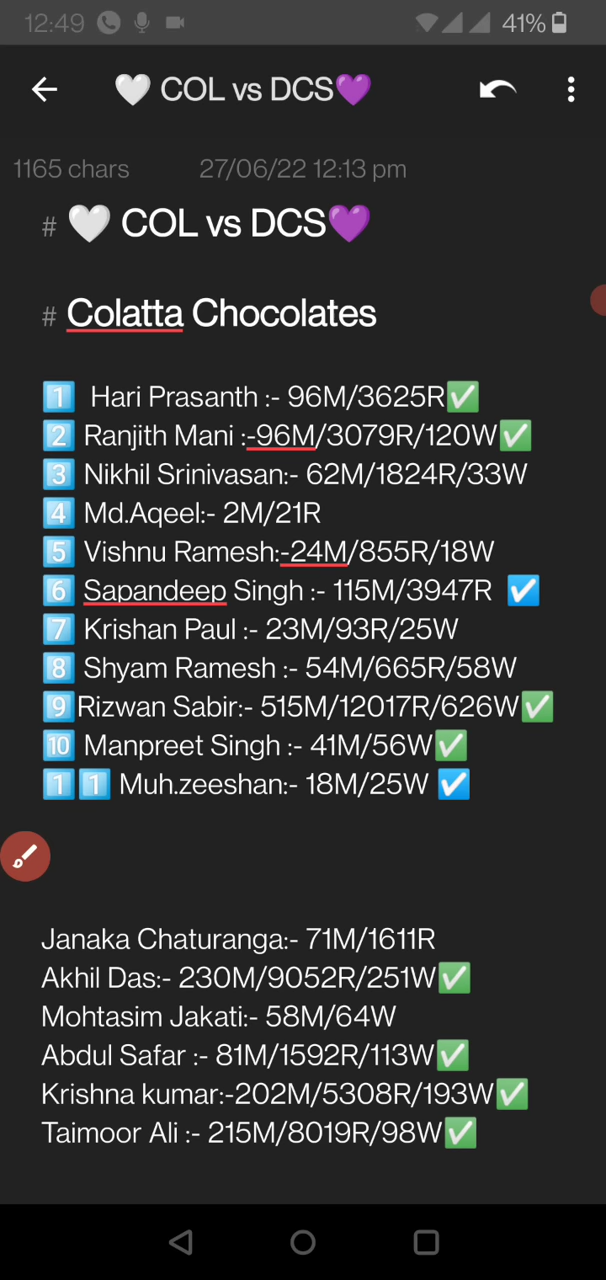 12:49 41%
🤍 COL vs DCS💜
1165 chars 27/06/22 12:13 pm
# 🤍 COL vs DCS💜
# Colatta Chocolates
1️⃣ Hari Prasanth :- 96M/3625R✅
2️⃣ Ranjith Mani :-96M/3079R/120W✅
3️⃣ Nikhil Srinivasan:- 62M/1824R/33W
4️⃣ Md.Aqeel:- 2M/21R
5️⃣ Vishnu Ramesh:-24M/855R/18W
6️⃣ Sapandeep Singh :- 115M/3947R ☑️
7️⃣ Krishan Paul :- 23M/93R/25W
8️⃣ Shyam Ramesh :- 54M/665R/58W
9️⃣Rizwan Sabir:- 515M/12017R/626W✅
🔟 Manpreet Singh :- 41M/56W✅
1️⃣1️⃣ Muh.zeeshan:- 18M/25W ☑️
Janaka Chaturanga:- 71M/1611R
Akhil Das:- 230M/9052R/251W✅
Mohtasim Jakati:- 58M/64W
Abdul Safar :- 81M/1592R/113W✅
Krishna kumar:-202M/5308R/193W✅
Taimoor Ali :- 215M/8019R/98W✅